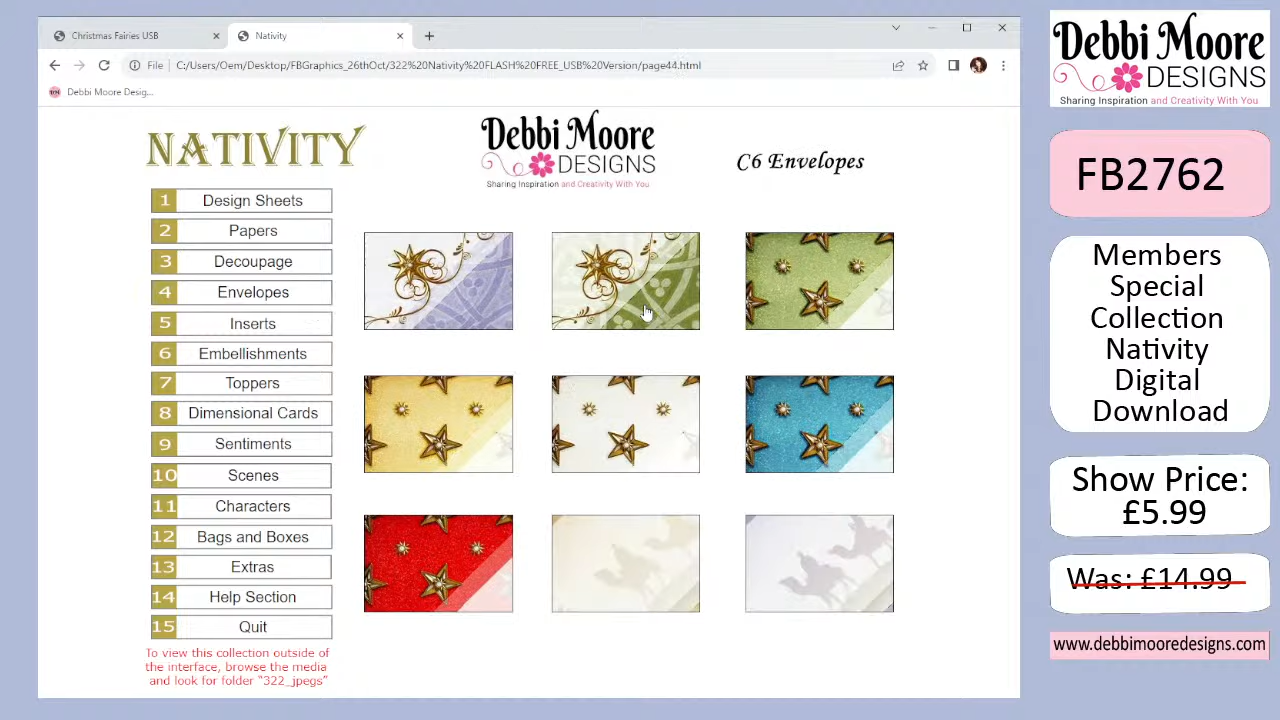 Christmas Fairies USB
Nativity
File
C:/Users/Oem/Desktop/FBGraphics_26thOct/322%20Nativity%20FLASH%20FREE_USB%20Version/page44.html
Debbi Moore Desig...
NATIVITY
Debbi Moore
DESIGNS
Sharing Inspiration and Creativity With You
C6 Envelopes
1 Design Sheets
2 Papers
3 Decoupage
4 Envelopes
5 Inserts
6 Embellishments
7 Toppers
8 Dimensional Cards
9 Sentiments
10 Scenes
11 Characters
12 Bags and Boxes
13 Extras
14 Help Section
15 Quit
To view this collection outside of
the interface, browse the media
and look for folder "322_jpegs"
Debbi Moore
DESIGNS
Sharing Inspiration and Creativity With You
FB2762
Members
Special
Collection
Nativity
Digital
Download
Show Price:
£5.99
Was: £14.99
www.debbimooredesigns.com